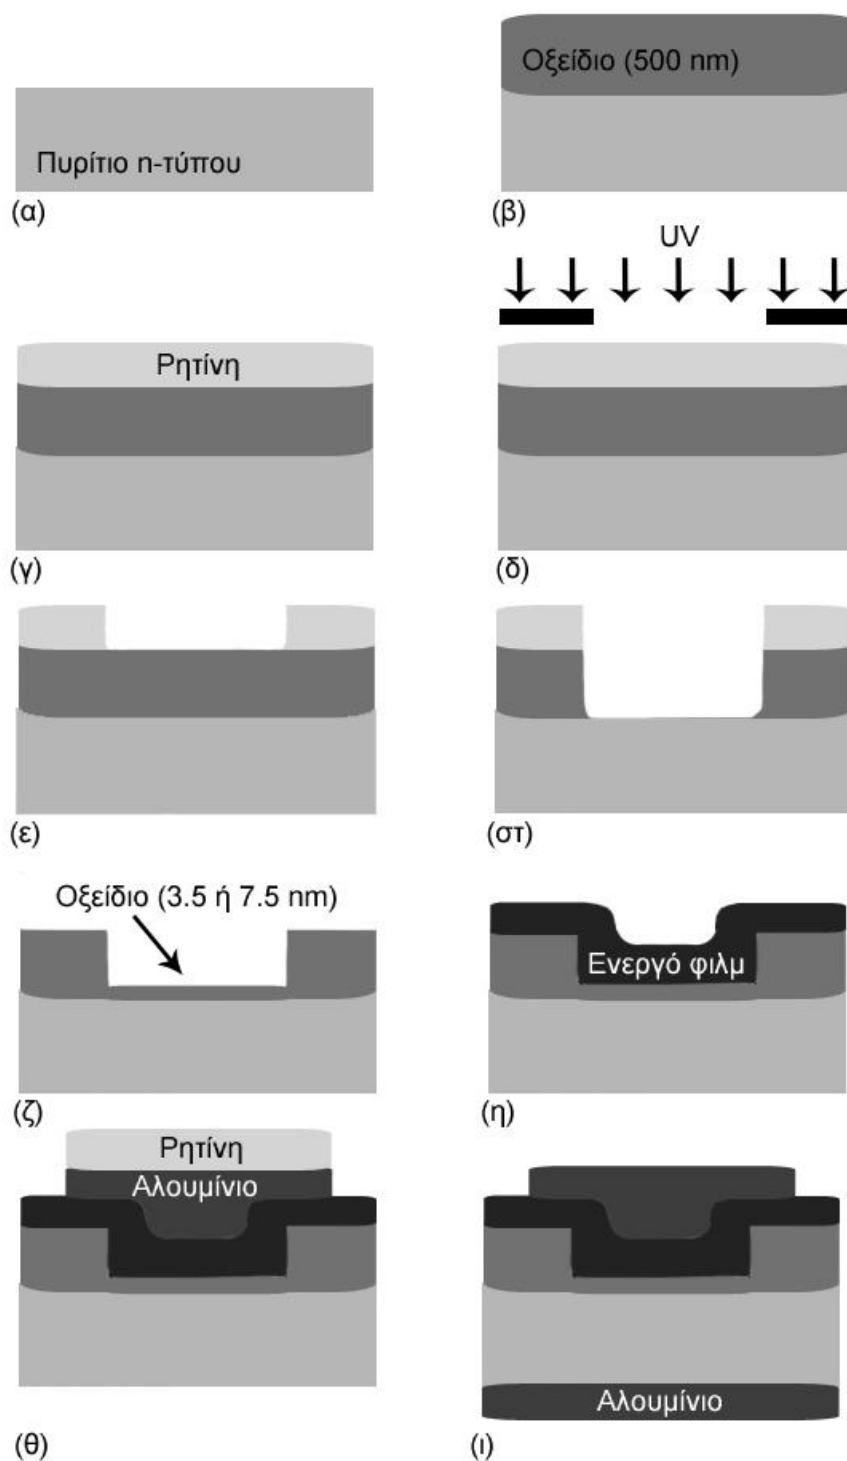 Οξείδιο (500 nm)
Πυρίτιο n-τύπου
(α)
(β)
UV
Ρητίνη
(γ)
(δ)
(ε)
(στ)
Οξείδιο (3.5 ή 7.5 nm)
Ενεργό φιλμ
(ζ)
(η)
Ρητίνη
Αλουμίνιο
Αλουμίνιο
(θ)
(ι)